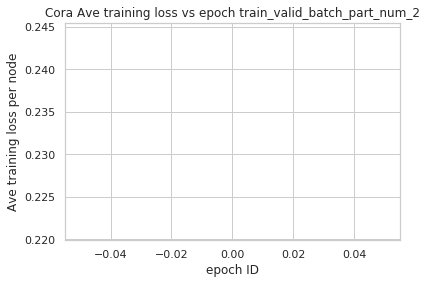 Cora Ave training loss vs epoch train_valid_batch_part_num_2
0.245
0.240
0.235
0.230
0.225
0.220
Ave training loss per node
−0.04 −0.02 0.00 0.02 0.04
epoch ID